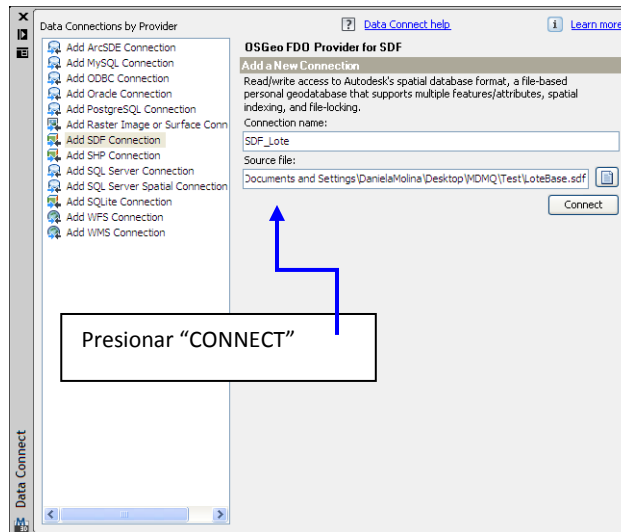 Data Connections by Provider
Add ArcSDE Connection
Add MySQL Connection
Add ODBC Connection
Add Oracle Connection
Add PostgreSQL Connection
Add Raster Image or Surface Conn
Add SDF Connection
Add SHP Connection
Add SQL Server Connection
Add SQL Server Spatial Connection
Add SQLite Connection
Add WFS Connection
Add WMS Connection
? Data Connect help
i Learn more
OSGeo FDO Provider for SDF
Add a New Connection
Read/write access to Autodesk's spatial database format, a file-based
personal geodatabase that supports multiple features/attributes, spatial
indexing, and file-locking.
Connection name:
SDF_Lote
Source file:
Documents and Settings\DanielaMolina\Desktop\MDMQ\Test\LoteBase.sdf
Connect
Presionar “CONNECT”
Data Connect